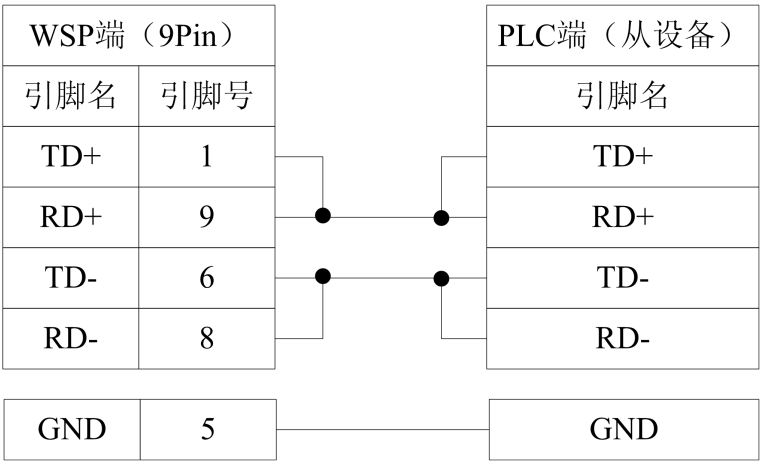 WSP端（9Pin） PLC端（从设备）
引脚名 引脚号 引脚名
TD+ 1 TD+
RD+ 9 RD+
TD- 6 TD-
RD- 8 RD-
GND 5 GND